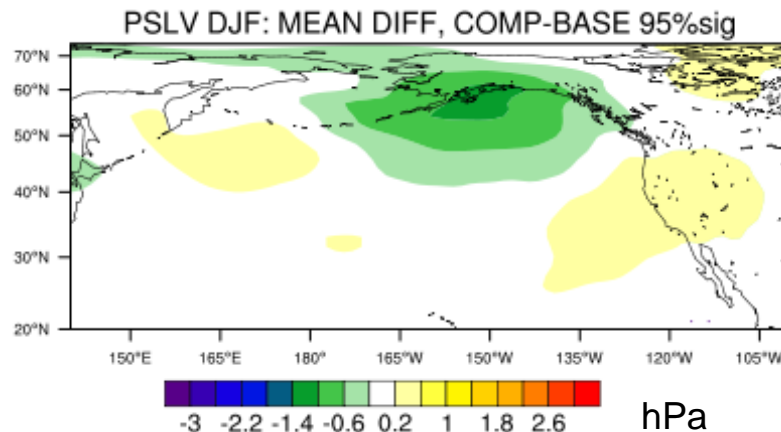 PSLV DJF: MEAN DIFF, COMP-BASE 95%sig
70°N
60°N
50°N
40°N
30°N
20°N
150°E 165°E 180° 165°W 150°W 135°W 120°W 105°W
-3 -2.2 -1.4 -0.6 0.2 1 1.8 2.6 hPa